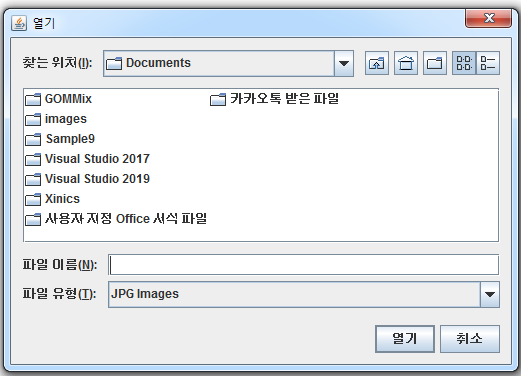 열기
찾는 위치(I): Documents
GOMMix
images
Sample9
Visual Studio 2017
Visual Studio 2019
Xinics
사용자 지정 Office 서식 파일
카카오톡 받은 파일
파일 이름(N):
파일 유형(T): JPG Images
열기 취소